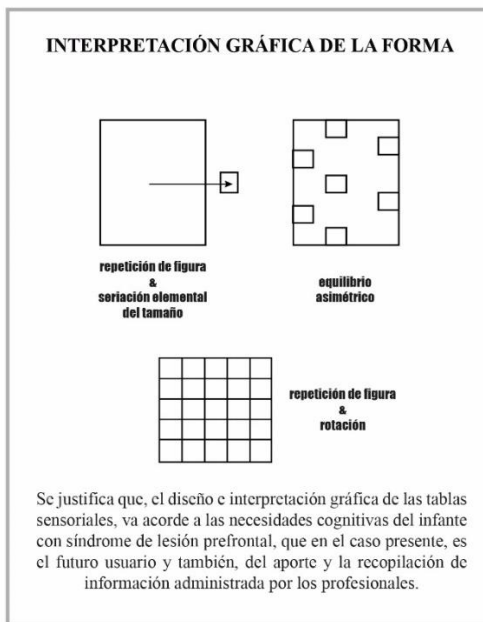 INTERPRETACIÓN GRÁFICA DE LA FORMA
repetición de figura
&
seriación elemental
del tamaño
equilibrio
asimétrico
repetición de figura
&
rotación
Se justifica que, el diseño e interpretación gráfica de las tablas
sensoriales, va acorde a las necesidades cognitivas del infante
con síndrome de lesión prefrontal, que en el caso presente, es
el futuro usuario y también, del aporte y la recopilación de
información administrada por los profesionales.